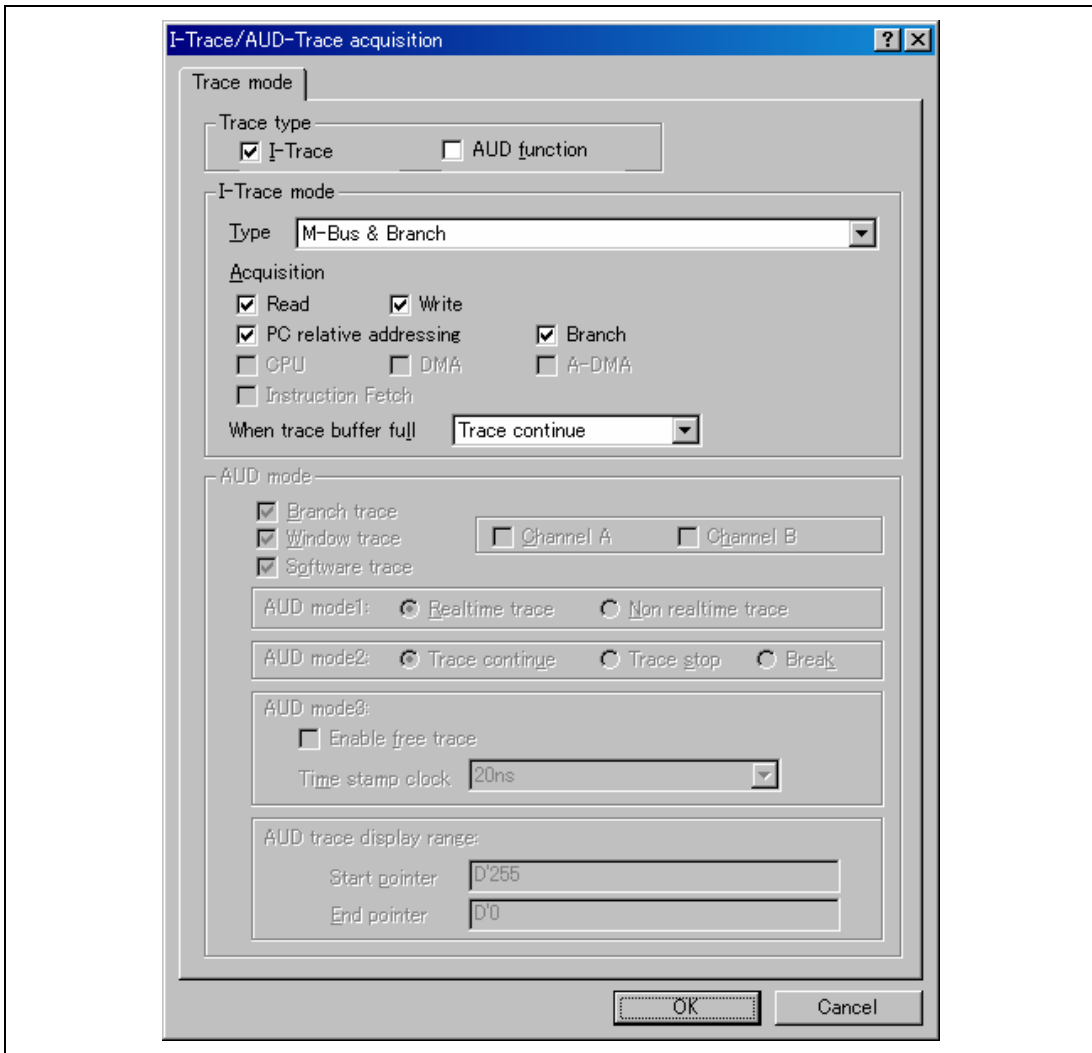 I-Trace/AUD-Trace acquisition
Trace mode
Trace type
I-Trace AUD function
I-Trace mode
Type M-Bus & Branch
Acquisition
Read Write
PC relative addressing Branch
CPU DMA A-DMA
Instruction Fetch
When trace buffer full Trace continue
AUD mode
Branch trace
Window trace Channel A Channel B
Software trace
AUD mode1: Realtime trace Non realtime trace
AUD mode2: Trace continue Trace stop Break
AUD mode3:
Enable free trace
Time stamp clock 20ns
AUD trace display range:
Start pointer D'255
End pointer D'0
OK Cancel